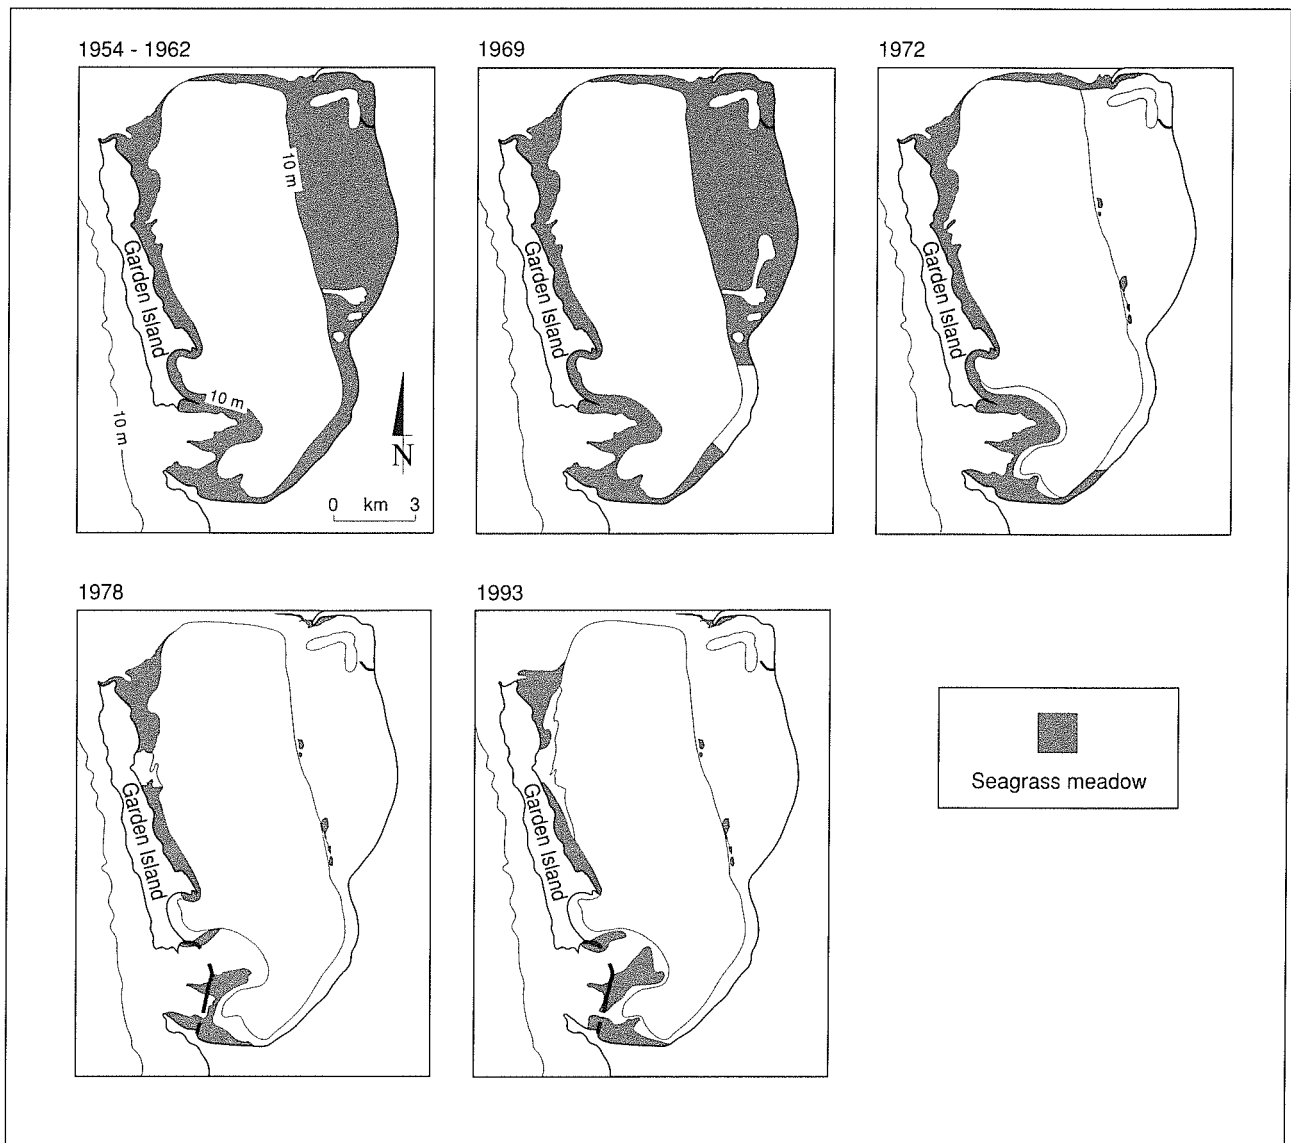 1954 - 1962
1969
1972
10 m
Garden Island
10 m
10 m
N
0 km 3
Garden Island
Garden Island
1978
1993
Garden Island
Garden Island
Seagrass meadow